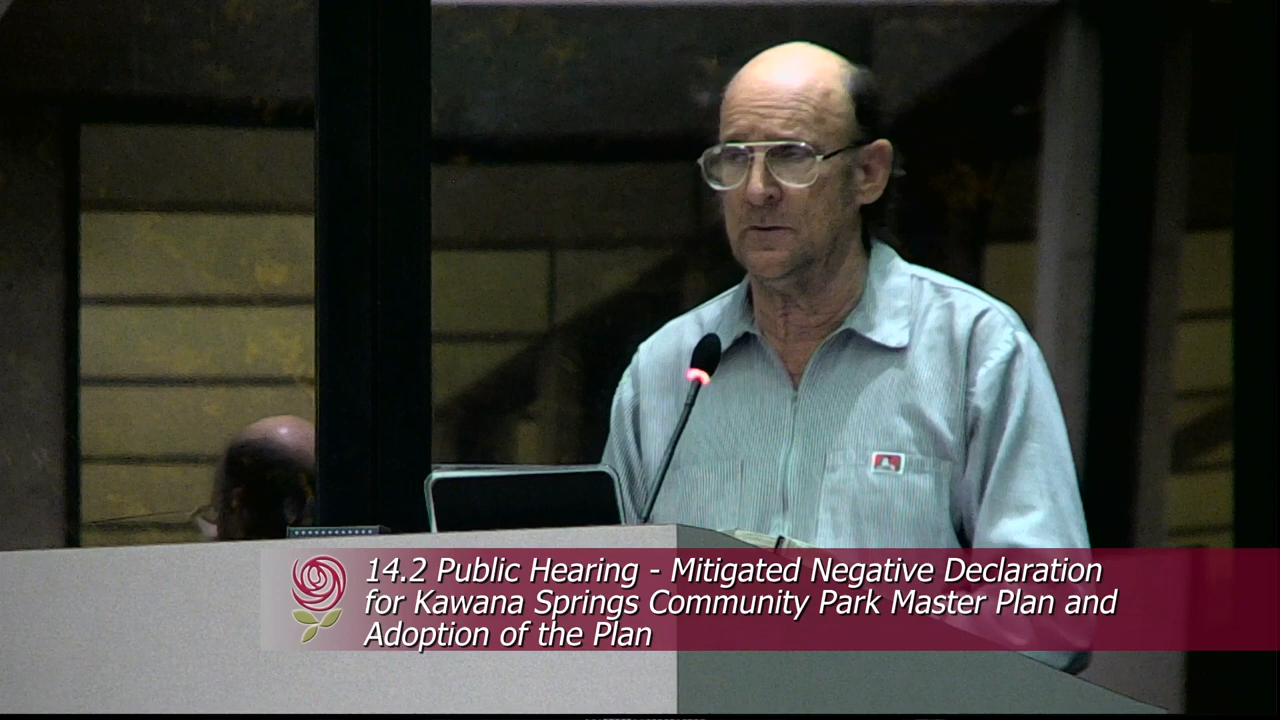 14.2 Public Hearing - Mitigated Negative Declaration
for Kawana Springs Community Park Master Plan and
Adoption of the Plan